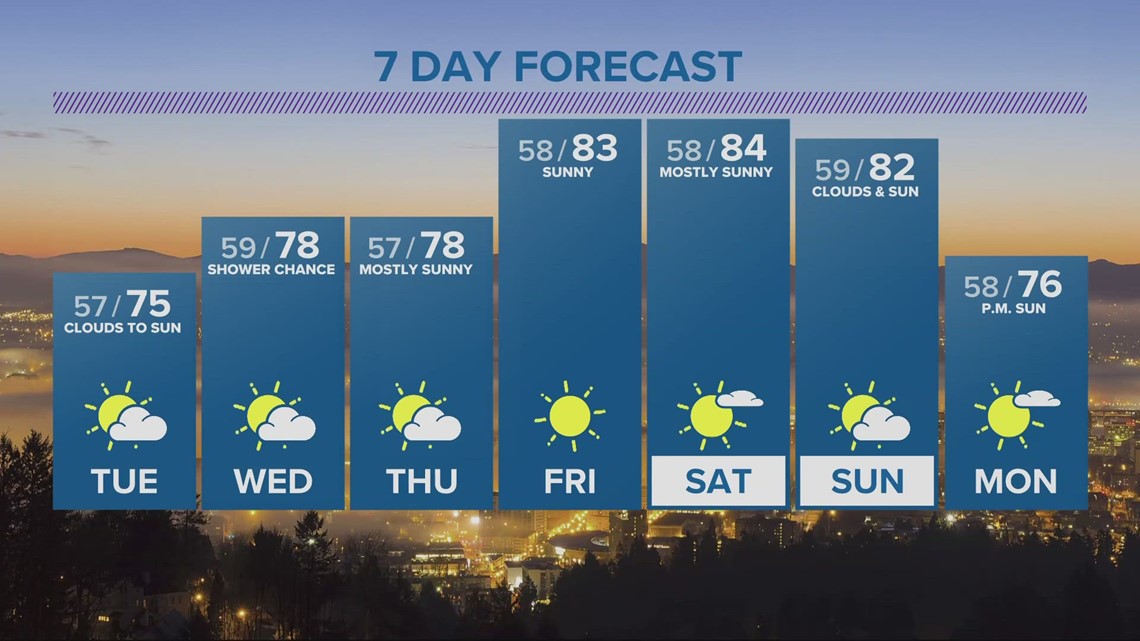 7 DAY FORECAST
57/75
CLOUDS TO SUN
TUE
59/78
SHOWER CHANCE
WED
57/78
MOSTLY SUNNY
THU
58/83
SUNNY
FRI
58/84
MOSTLY SUNNY
SAT
59/82
CLOUDS & SUN
SUN
58/76
P.M. SUN
MON